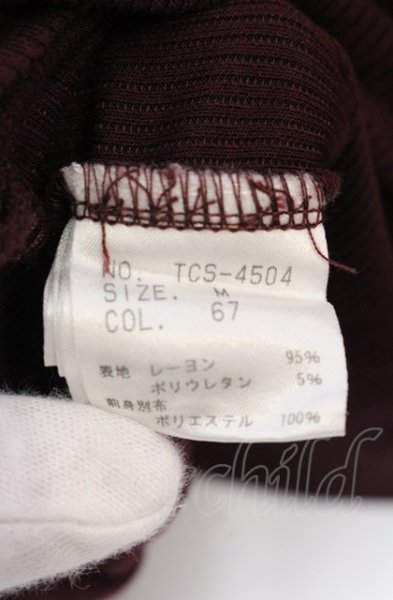 NO. TCS-4504
SIZE. M
COL. 67
表地 レーヨン 95%
ポリウレタン 5%
前身別布
ポリエステル 100%
child